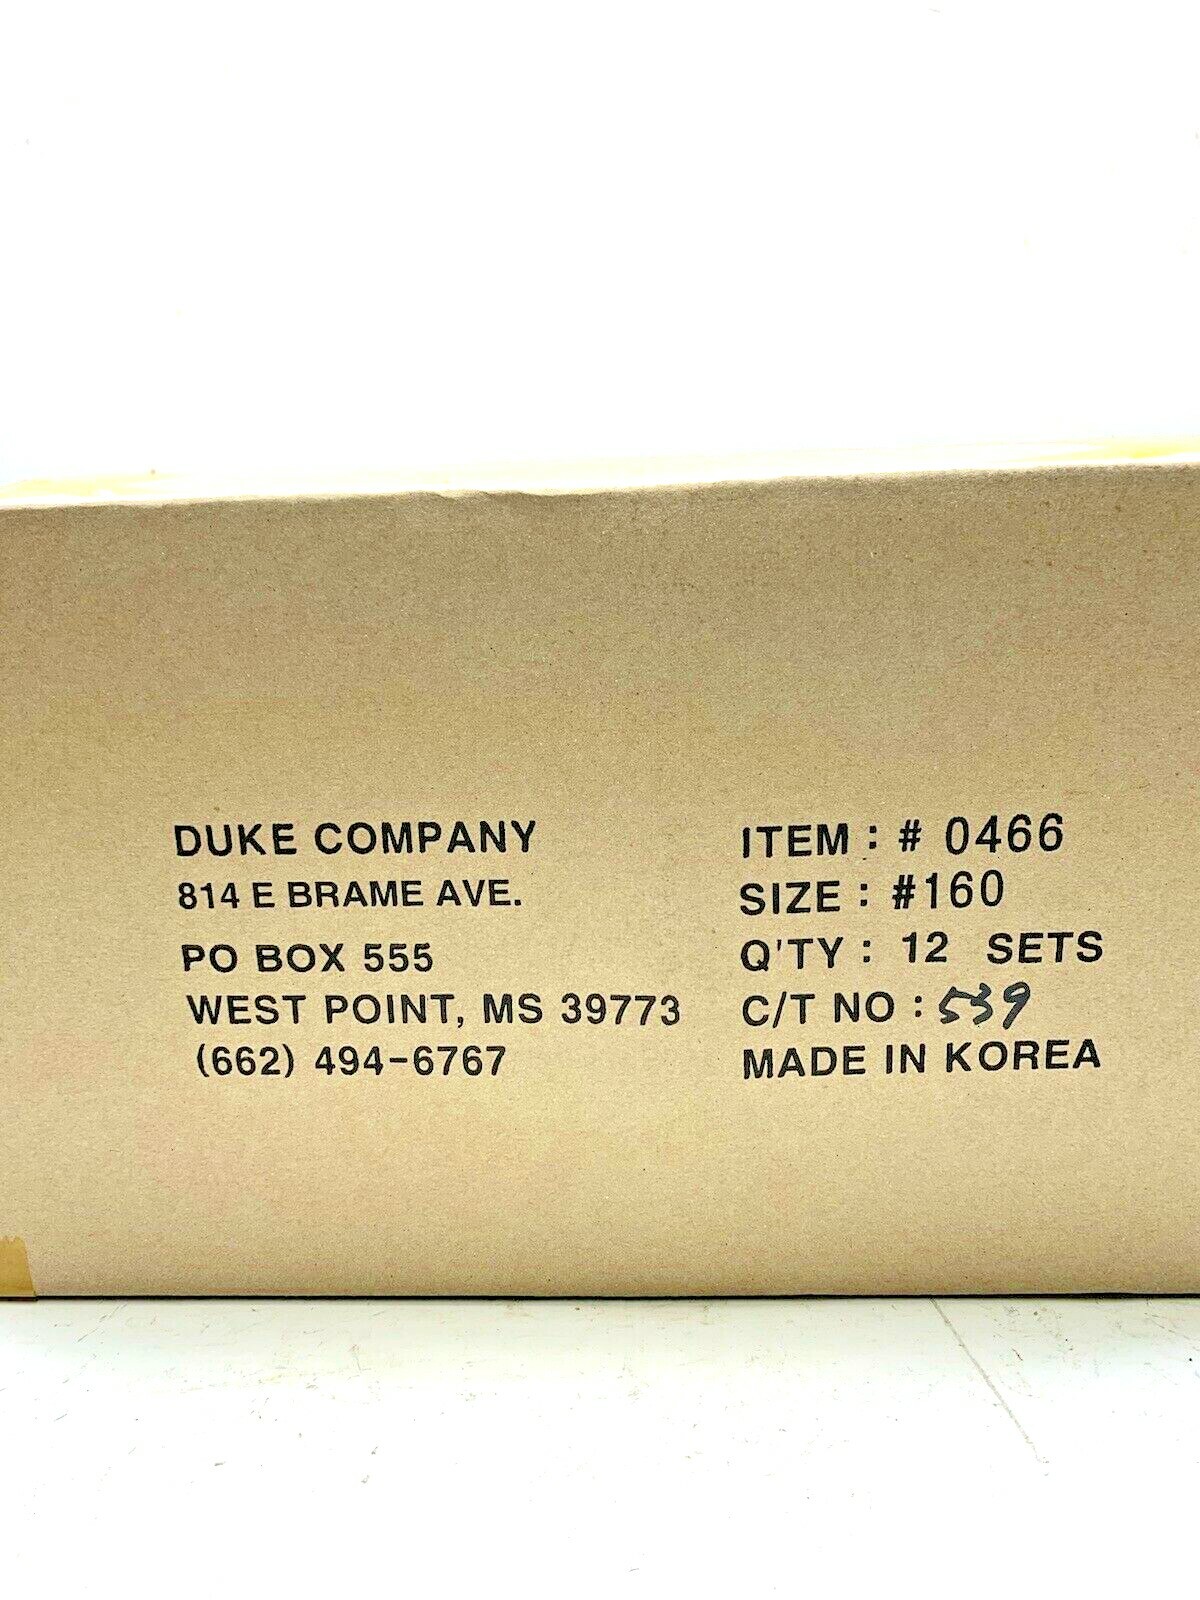 DUKE COMPANY
814 E BRAME AVE.
PO BOX 555
WEST POINT, MS 39773
(662) 494-6767
ITEM : # 0466
SIZE : #160
Q'TY : 12 SETS
C/T NO : 539
MADE IN KOREA